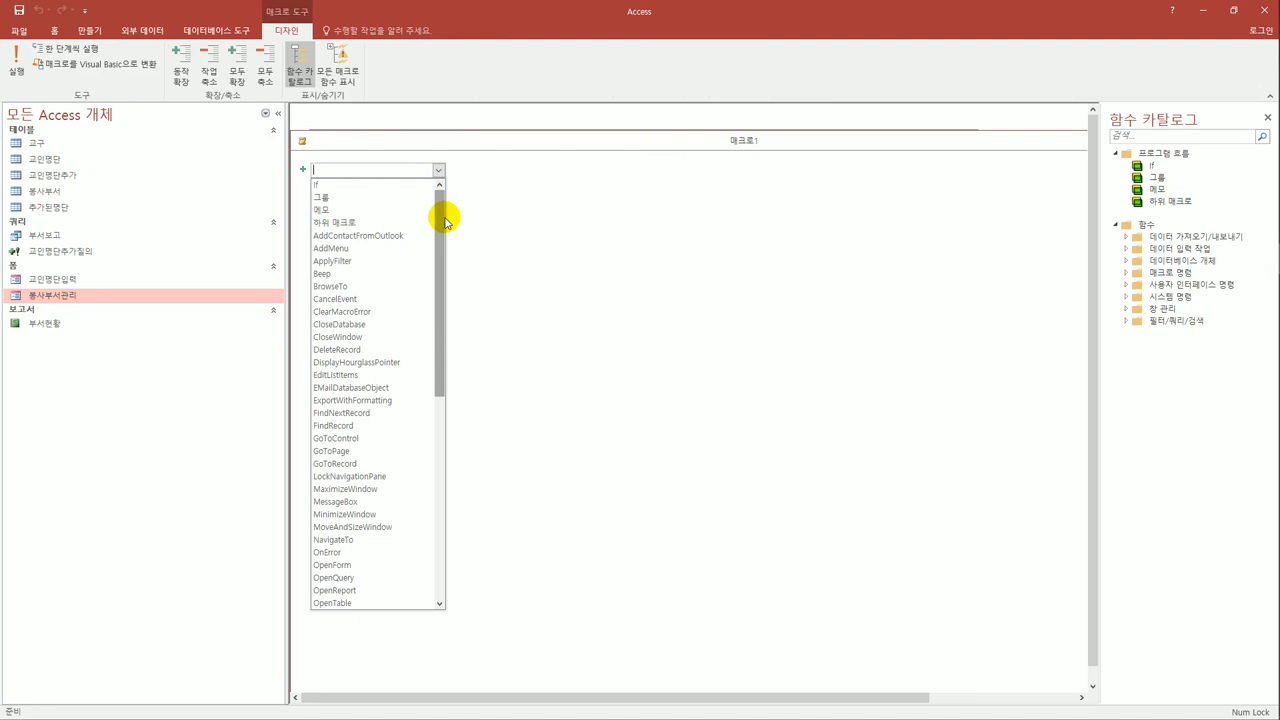 매크로 도구
Access
?
파일
홈
만들기
외부 데이터
데이터베이스 도구
디자인
수행할 작업을 알려 주세요.
로그인
실행
한 단계씩 실행
매크로를 Visual Basic으로 변환
동작
확장
작업
축소
모두
확장
모두
축소
함수 카
탈로그
모든 매크로
함수 표시
도구
확장/축소
표시/숨기기
모든 Access 개체
테이블
교구
교인명단
교인명단추가
봉사부서
추가된명단
쿼리
부서보고
교인명단추가질의
폼
교인명단입력
봉사부서관리
보고서
부서현황
매크로1
If
그룹
메모
하위 매크로
AddContactFromOutlook
AddMenu
ApplyFilter
Beep
BrowseTo
CancelEvent
ClearMacroError
CloseDatabase
CloseWindow
DeleteRecord
DisplayHourglassPointer
EditListItems
EMailDatabaseObject
ExportWithFormatting
FindNextRecord
FindRecord
GoToControl
GoToPage
GoToRecord
LockNavigationPane
MaximizeWindow
MessageBox
MinimizeWindow
MoveAndSizeWindow
NavigateTo
OnError
OpenForm
OpenQuery
OpenReport
OpenTable
함수 카탈로그
검색...
프로그램 흐름
If
그룹
메모
하위 매크로
함수
데이터 가져오기/내보내기
데이터 입력 작업
데이터베이스 개체
매크로 명령
사용자 인터페이스 명령
시스템 명령
창 관리
필터/쿼리/검색
준비
Num Lock